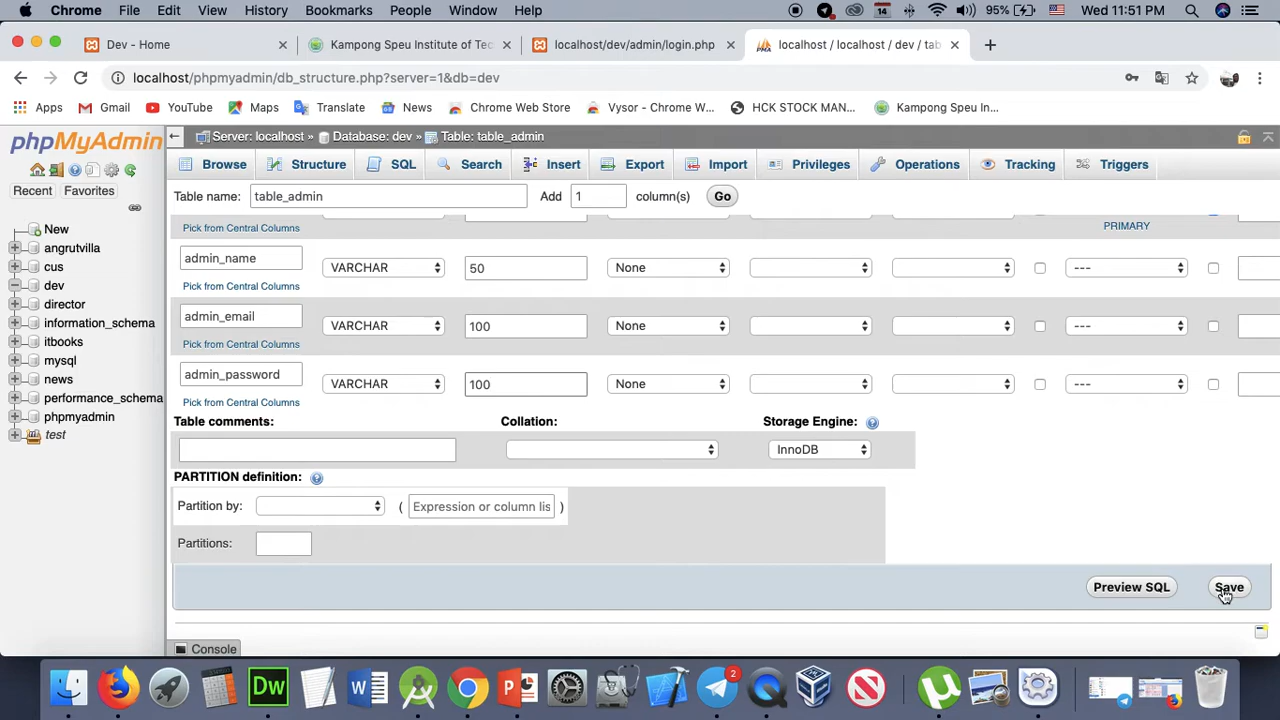 Chrome File Edit View History Bookmarks People Window Help 14 95% Wed 11:51 PM
Dev - Home Kampong Speu Institute of Tec localhost/dev/admin/login.php localhost / localhost / dev / tab
localhost/phpmyadmin/db_structure.php?server=1&db=dev
Apps Gmail YouTube Maps Translate News Chrome Web Store Vysor - Chrome W... HCK STOCK MAN... Kampong Speu In...
phpMyAdmin
Recent Favorites
New
angrutvilla
cus
dev
director
information_schema
itbooks
mysql
news
performance_schema
phpmyadmin
test
Server: localhost » Database: dev » Table: table_admin
Browse Structure SQL Search Insert Export Import Privileges Operations Tracking Triggers
Table name: table_admin Add 1 column(s) Go
Pick from Central Columns PRIMARY
admin_name VARCHAR 50 None ---
Pick from Central Columns
admin_email VARCHAR 100 None ---
Pick from Central Columns
admin_password VARCHAR 100 None ---
Pick from Central Columns
Table comments: Collation: Storage Engine:
InnoDB
PARTITION definition:
Partition by: ( Expression or column lis )
Partitions:
Preview SQL Save
Console
Dw W P 2